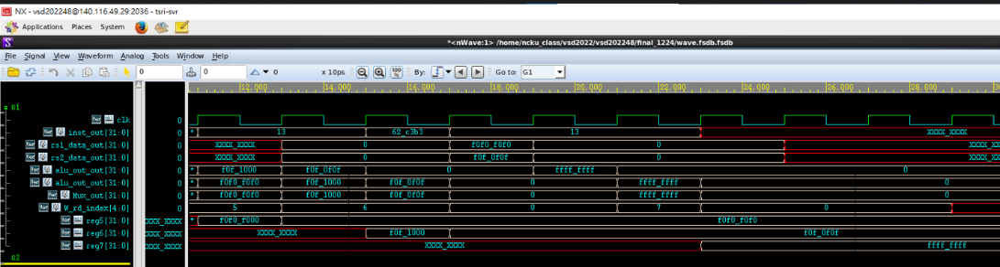 NX - vsd202248@140.116.49.29:2036 - tsri-svr
Applications Places System
*<nWave:1> /home/ncku_class/vsd2022/vsd202248/final_1224/wave.fsdb.fsdb
File Signal View Waveform Analog Tools Window Help
0 0 0 x 10ps 100% By: Go to: G1
12,000 14,000 16,000 18,000 20,000 22,000 24,000 26,000 28,000
G1
clk 0
inst_out[31:0] 0 * 13 62_c3b3 13 XXXX_XXXX
rs1_data_out[31:0] 0 XXXX_XXXX 0 f0f0_f0f0 0
rs2_data_out[31:0] 0 XXXX_XXXX 0 f0f_0f0f 0
alu_out_out[31:0] 0 * f0f_1000 f0f_0f0f 0 ffff_ffff 0
alu_out_out[31:0] 0 * f0f0_f0f0 f0f_1000 f0f_0f0f 0 ffff_ffff 0
Mux_out[31:0] 0 f0f0_f0f0 f0f_1000 f0f_0f0f 0 ffff_ffff 0
W_rd_index[4:0] 0 5 6 0 7 0
reg5[31:0] XXXX_XXXX * f0f0_f000 f0f0_f0f0
reg6[31:0] XXXX_XXXX XXXX_XXXX f0f_1000 f0f_0f0f
reg7[31:0] XXXX_XXXX XXXX_XXXX ffff_ffff
G2